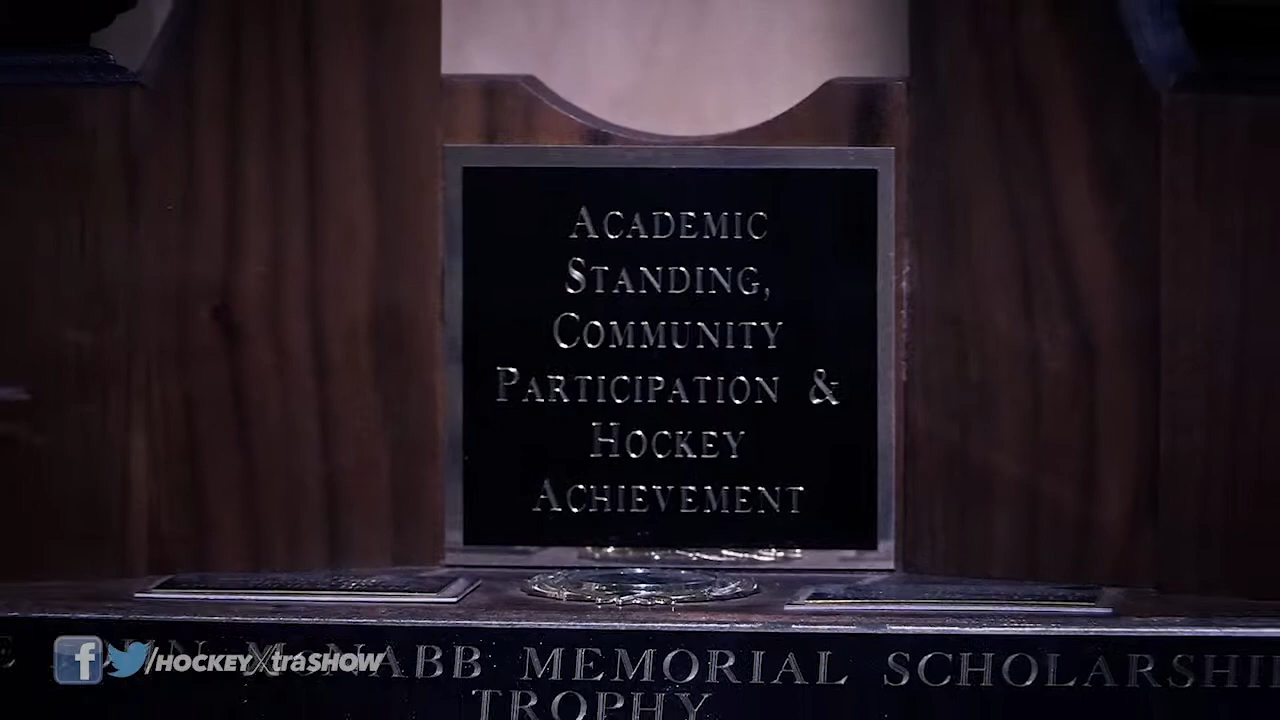 ACADEMIC
STANDING,
COMMUNITY
PARTICIPATION &
HOCKEY
ACHIEVEMENT
MEMORIAL SCHOLARSHI
TROPHY
f /HOCKEYXtraSHOW